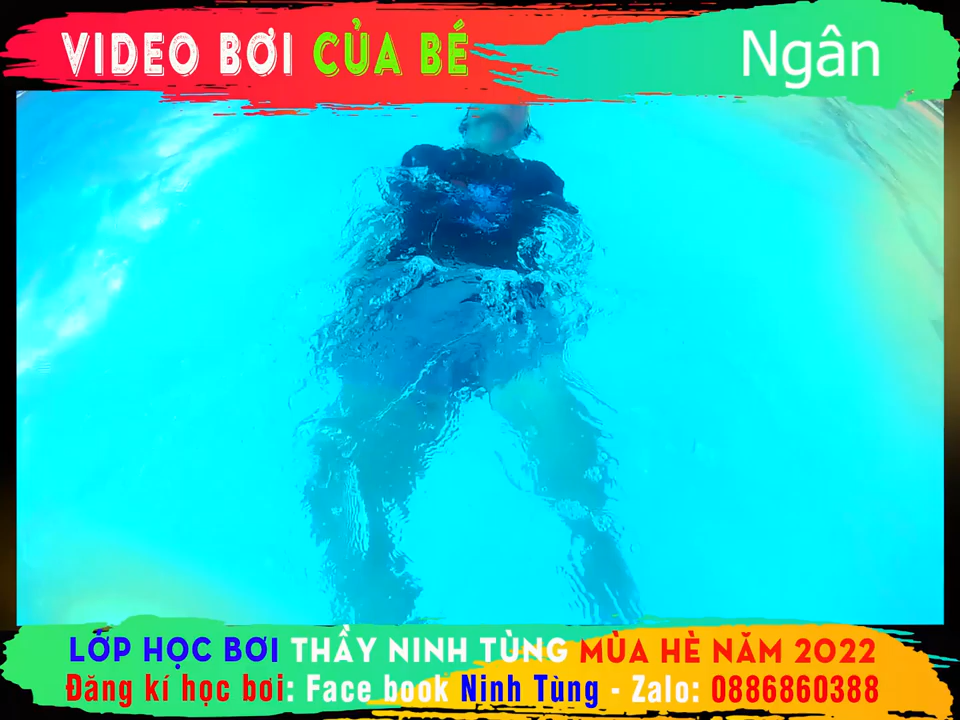 VIDEO BƠI CỦA BÉ
Ngân
LỚP HỌC BƠI THẦY NINH TÙNG MÙA HÈ NĂM 2022
Đăng kí học bơi: Face book Ninh Tùng - Zalo: 0886860388